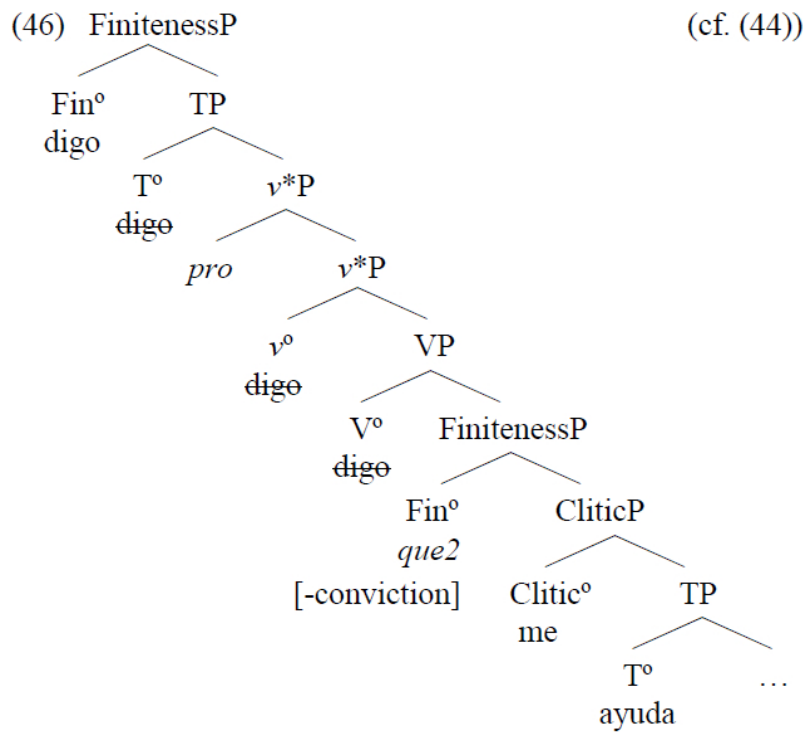 (46) FinitenessP (cf. (44))
Finº TP
digo
Tº v*P
digo
pro v*P
vº VP
digo
Vº FinitenessP
digo
Finº CliticP
que2
[-conviction] Cliticº TP
me
Tº …
ayuda